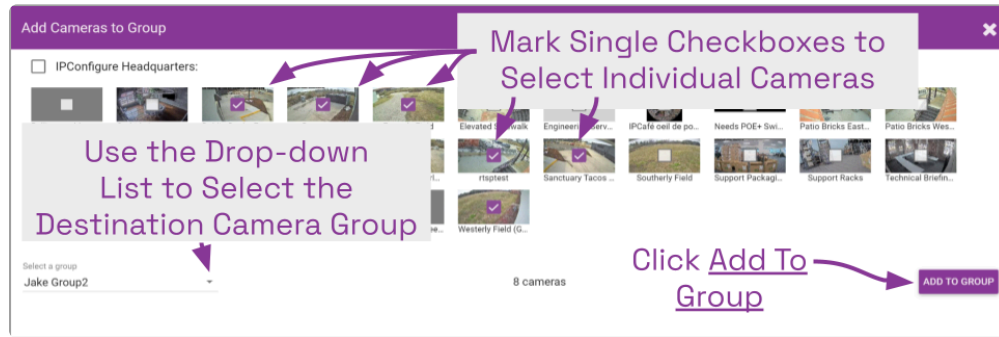 Add Cameras to Group
Mark Single Checkboxes to
Select Individual Cameras
IPConfigure Headquarters:
Elevated
IPCafé oeil de po...
Needs POE+ Swi...
Patio Bricks East...
Patio Bricks Wes...
Use the Drop-down
List to Select the
Destination Camera Group
rtsptest
Sanctuary Tacos ...
Southerly Field
Support Packagi...
Support Racks
Technical Briefin...
Westerly Field (G...
Select a group
Jake Group2
8 cameras
Click Add To
Group
ADD TO GROUP